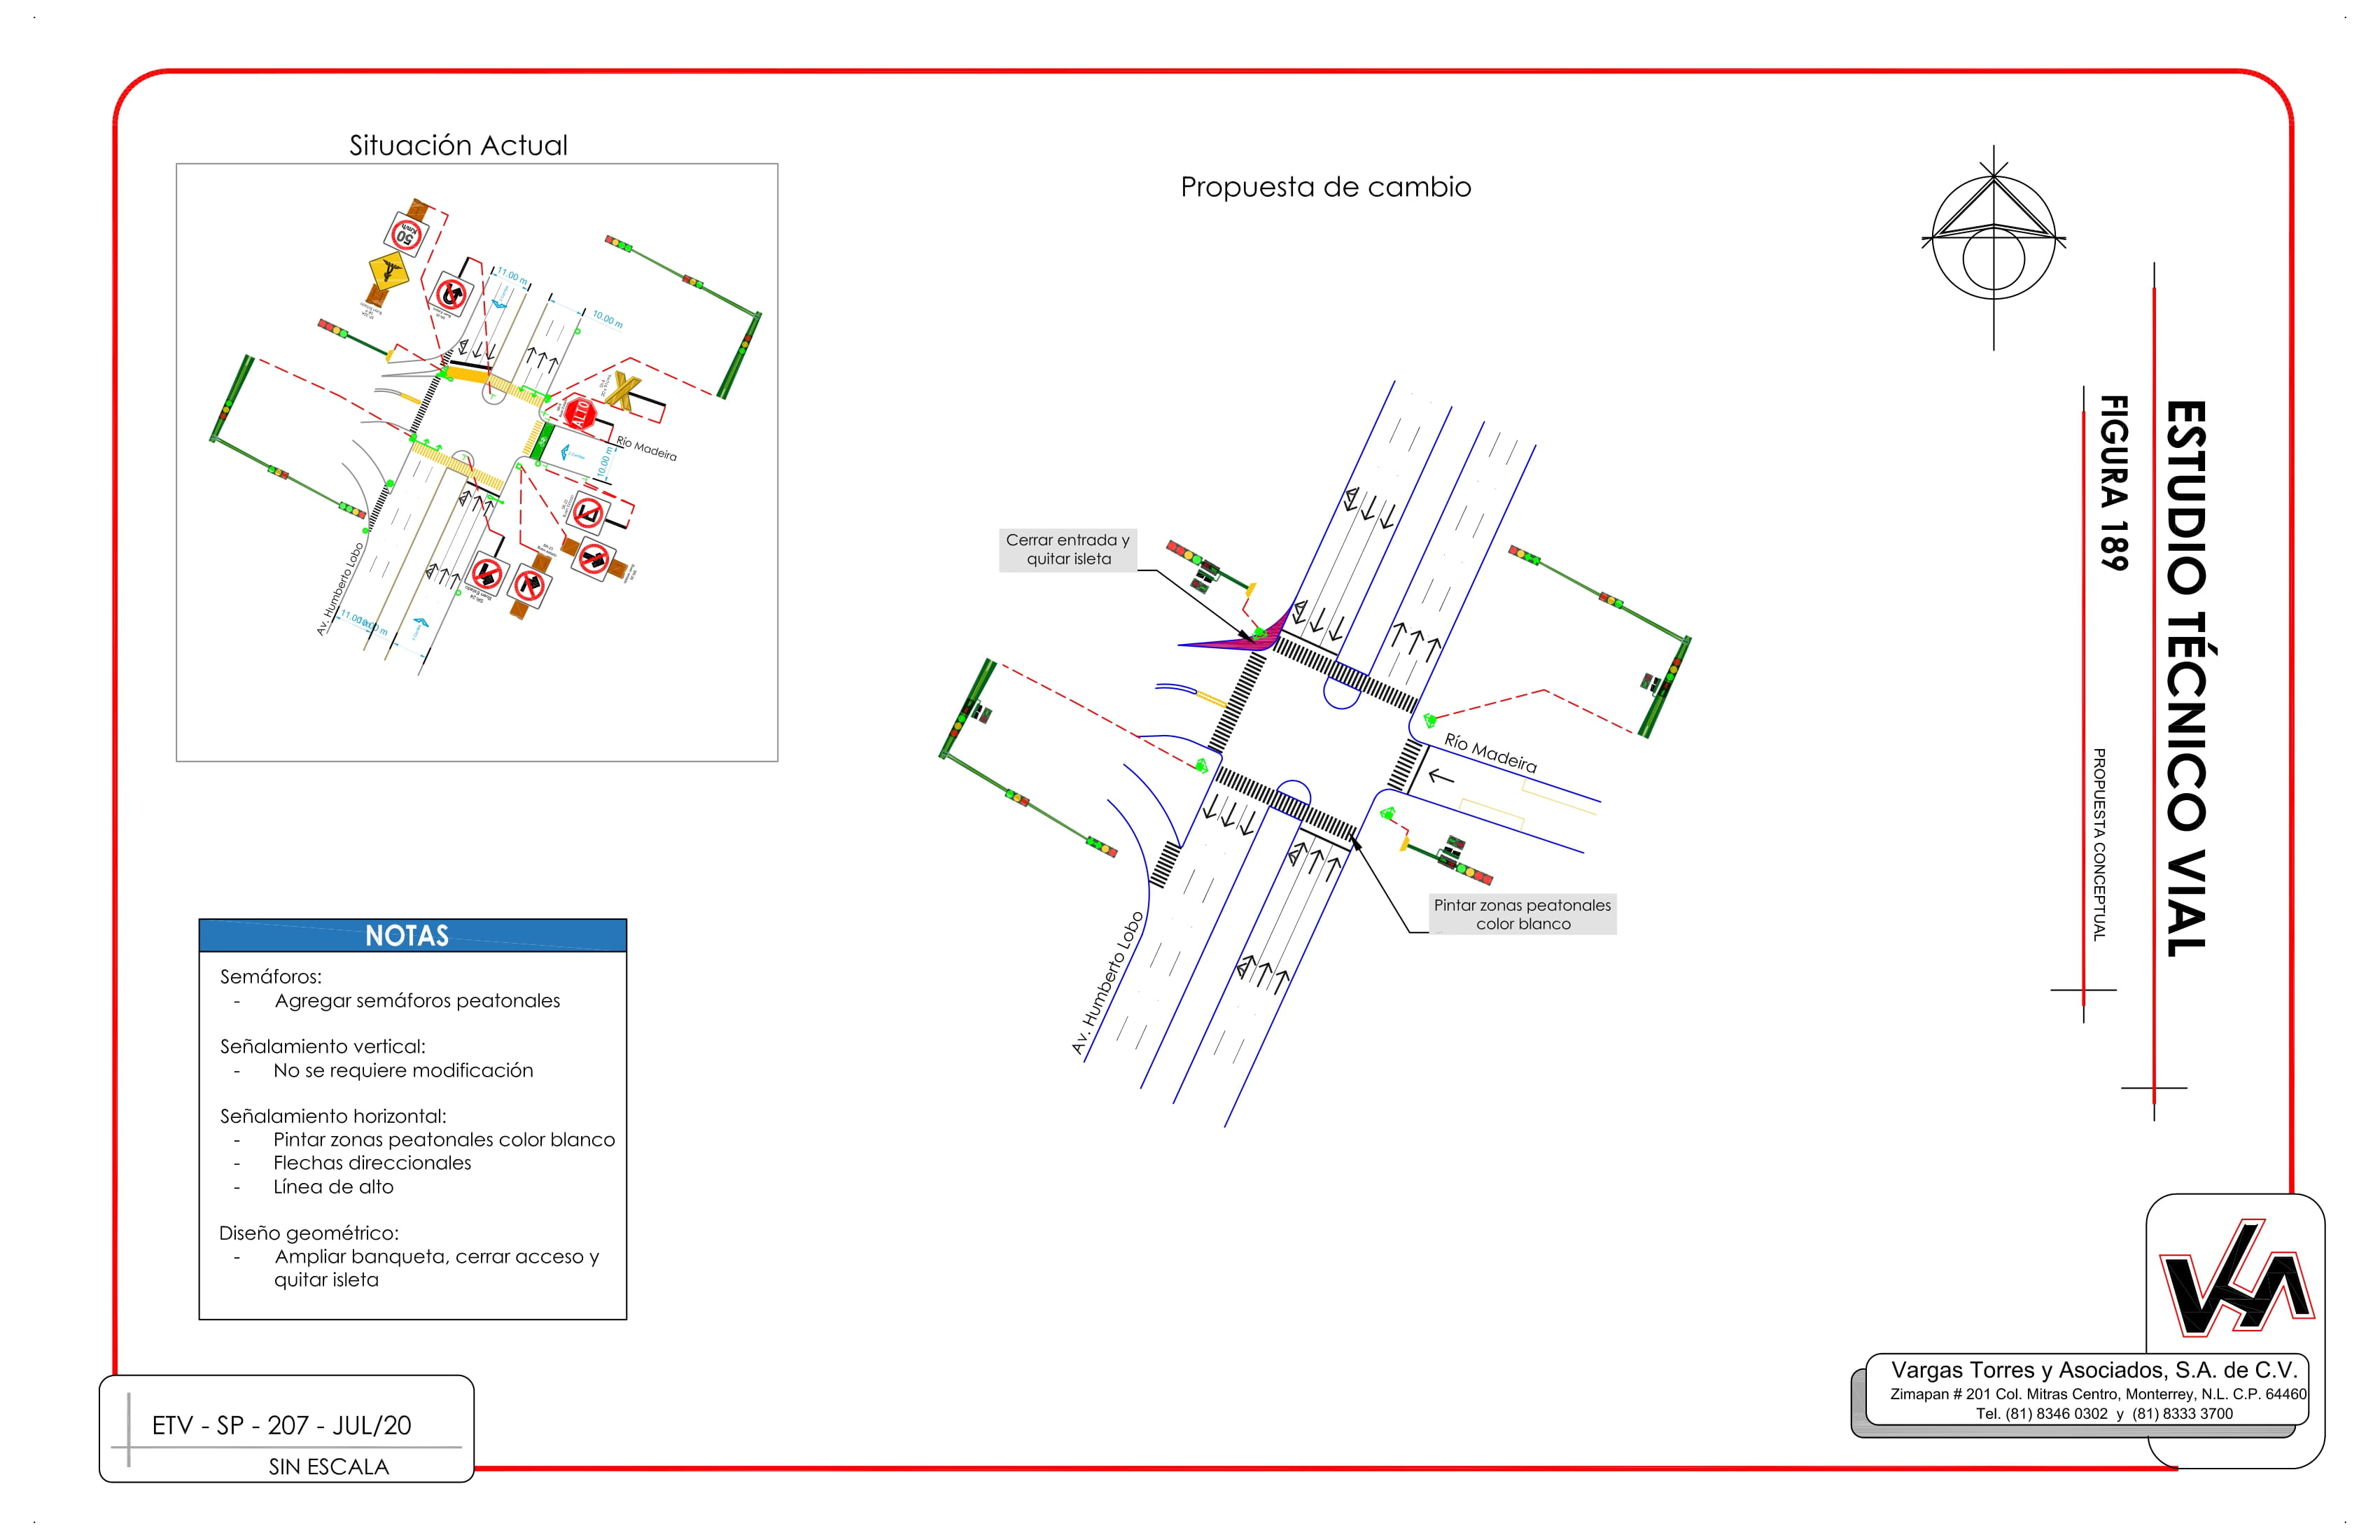 Situación Actual
Propuesta de cambio
50
Km/h
11.00 m
10.00 m
ALTO
Río Madeira
10.00 m
Av. Humberto Lobo
11.00 m
Cerrar entrada y
quitar isleta
Río Madeira
Pintar zonas peatonales
color blanco
Av. Humberto Lobo
NOTAS
Semáforos:
- Agregar semáforos peatonales
Señalamiento vertical:
- No se requiere modificación
Señalamiento horizontal:
- Pintar zonas peatonales color blanco
- Flechas direccionales
- Línea de alto
Diseño geométrico:
- Ampliar banqueta, cerrar acceso y
quitar isleta
ESTUDIO TÉCNICO VIAL
FIGURA 189
PROPUESTA CONCEPTUAL
ETV - SP - 207 - JUL/20
SIN ESCALA
Vargas Torres y Asociados, S.A. de C.V.
Zimapan # 201 Col. Mitras Centro, Monterrey, N.L. C.P. 64460
Tel. (81) 8346 0302 y (81) 8333 3700